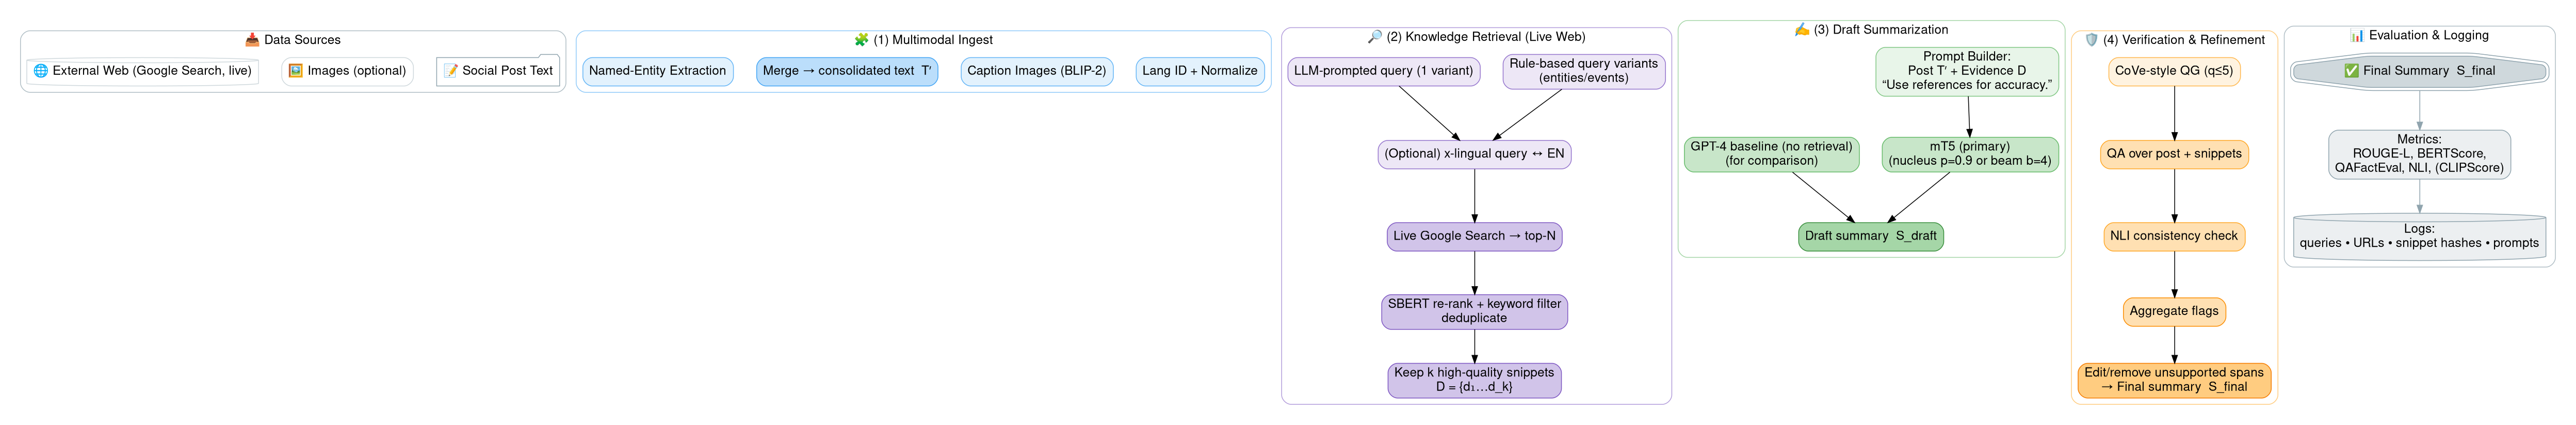 📥 Data Sources
🌐 External Web (Google Search, live)
🖼️ Images (optional)
📝 Social Post Text
🧩 (1) Multimodal Ingest
Named-Entity Extraction
Merge → consolidated text  T′
Caption Images (BLIP-2)
Lang ID + Normalize
🔎 (2) Knowledge Retrieval (Live Web)
LLM-prompted query (1 variant)
Rule-based query variants
(entities/events)
(Optional) x-lingual query ↔ EN
Live Google Search → top-N
SBERT re-rank + keyword filter
deduplicate
Keep k high-quality snippets
D = {d₁…d_k}
✍️ (3) Draft Summarization
Prompt Builder:
Post T′ + Evidence D
“Use references for accuracy.”
GPT-4 baseline (no retrieval)
(for comparison)
mT5 (primary)
(nucleus p=0.9 or beam b=4)
Draft summary  S_draft
🛡️ (4) Verification & Refinement
CoVe-style QG (q≤5)
QA over post + snippets
NLI consistency check
Aggregate flags
Edit/remove unsupported spans
→ Final summary  S_final
📊 Evaluation & Logging
✅ Final Summary  S_final
Metrics:
ROUGE-L, BERTScore,
QAFactEval, NLI, (CLIPScore)
Logs:
queries • URLs • snippet hashes • prompts